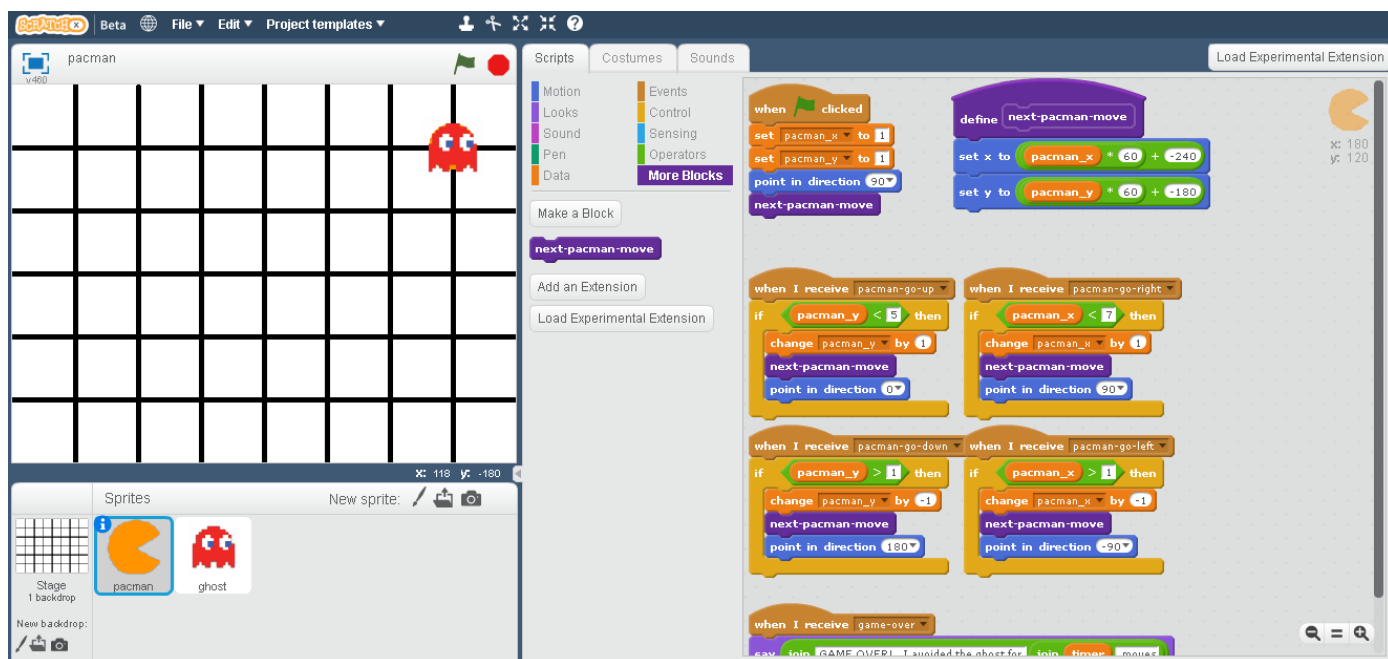 SCRATCHX Beta File ▼ Edit ▼ Project templates ▼
pacman
v460
Scripts Costumes Sounds
Load Experimental Extension
Motion Events
Looks Control
Sound Sensing
Pen Operators
Data More Blocks
Make a Block
next-pacman-move
Add an Extension
Load Experimental Extension
when clicked
set pacman_x to 1
set pacman_y to 1
point in direction 90
next-pacman-move
define next-pacman-move
set x to pacman_x * 60 + -240
set y to pacman_y * 60 + -180
x: 180
y: 120
when I receive pacman-go-up
if pacman_y < 5 then
change pacman_y by 1
next-pacman-move
point in direction 0
when I receive pacman-go-right
if pacman_x < 7 then
change pacman_x by 1
next-pacman-move
point in direction 90
when I receive pacman-go-down
if pacman_y > 1 then
change pacman_y by -1
next-pacman-move
point in direction 180
when I receive pacman-go-left
if pacman_x > 1 then
change pacman_x by -1
next-pacman-move
point in direction -90
when I receive game-over
say join GAME OVER! I avoided the ghost for join timer moves
x: 118 y: -180
Sprites New sprite:
Stage
1 backdrop
pacman
ghost
New backdrop: